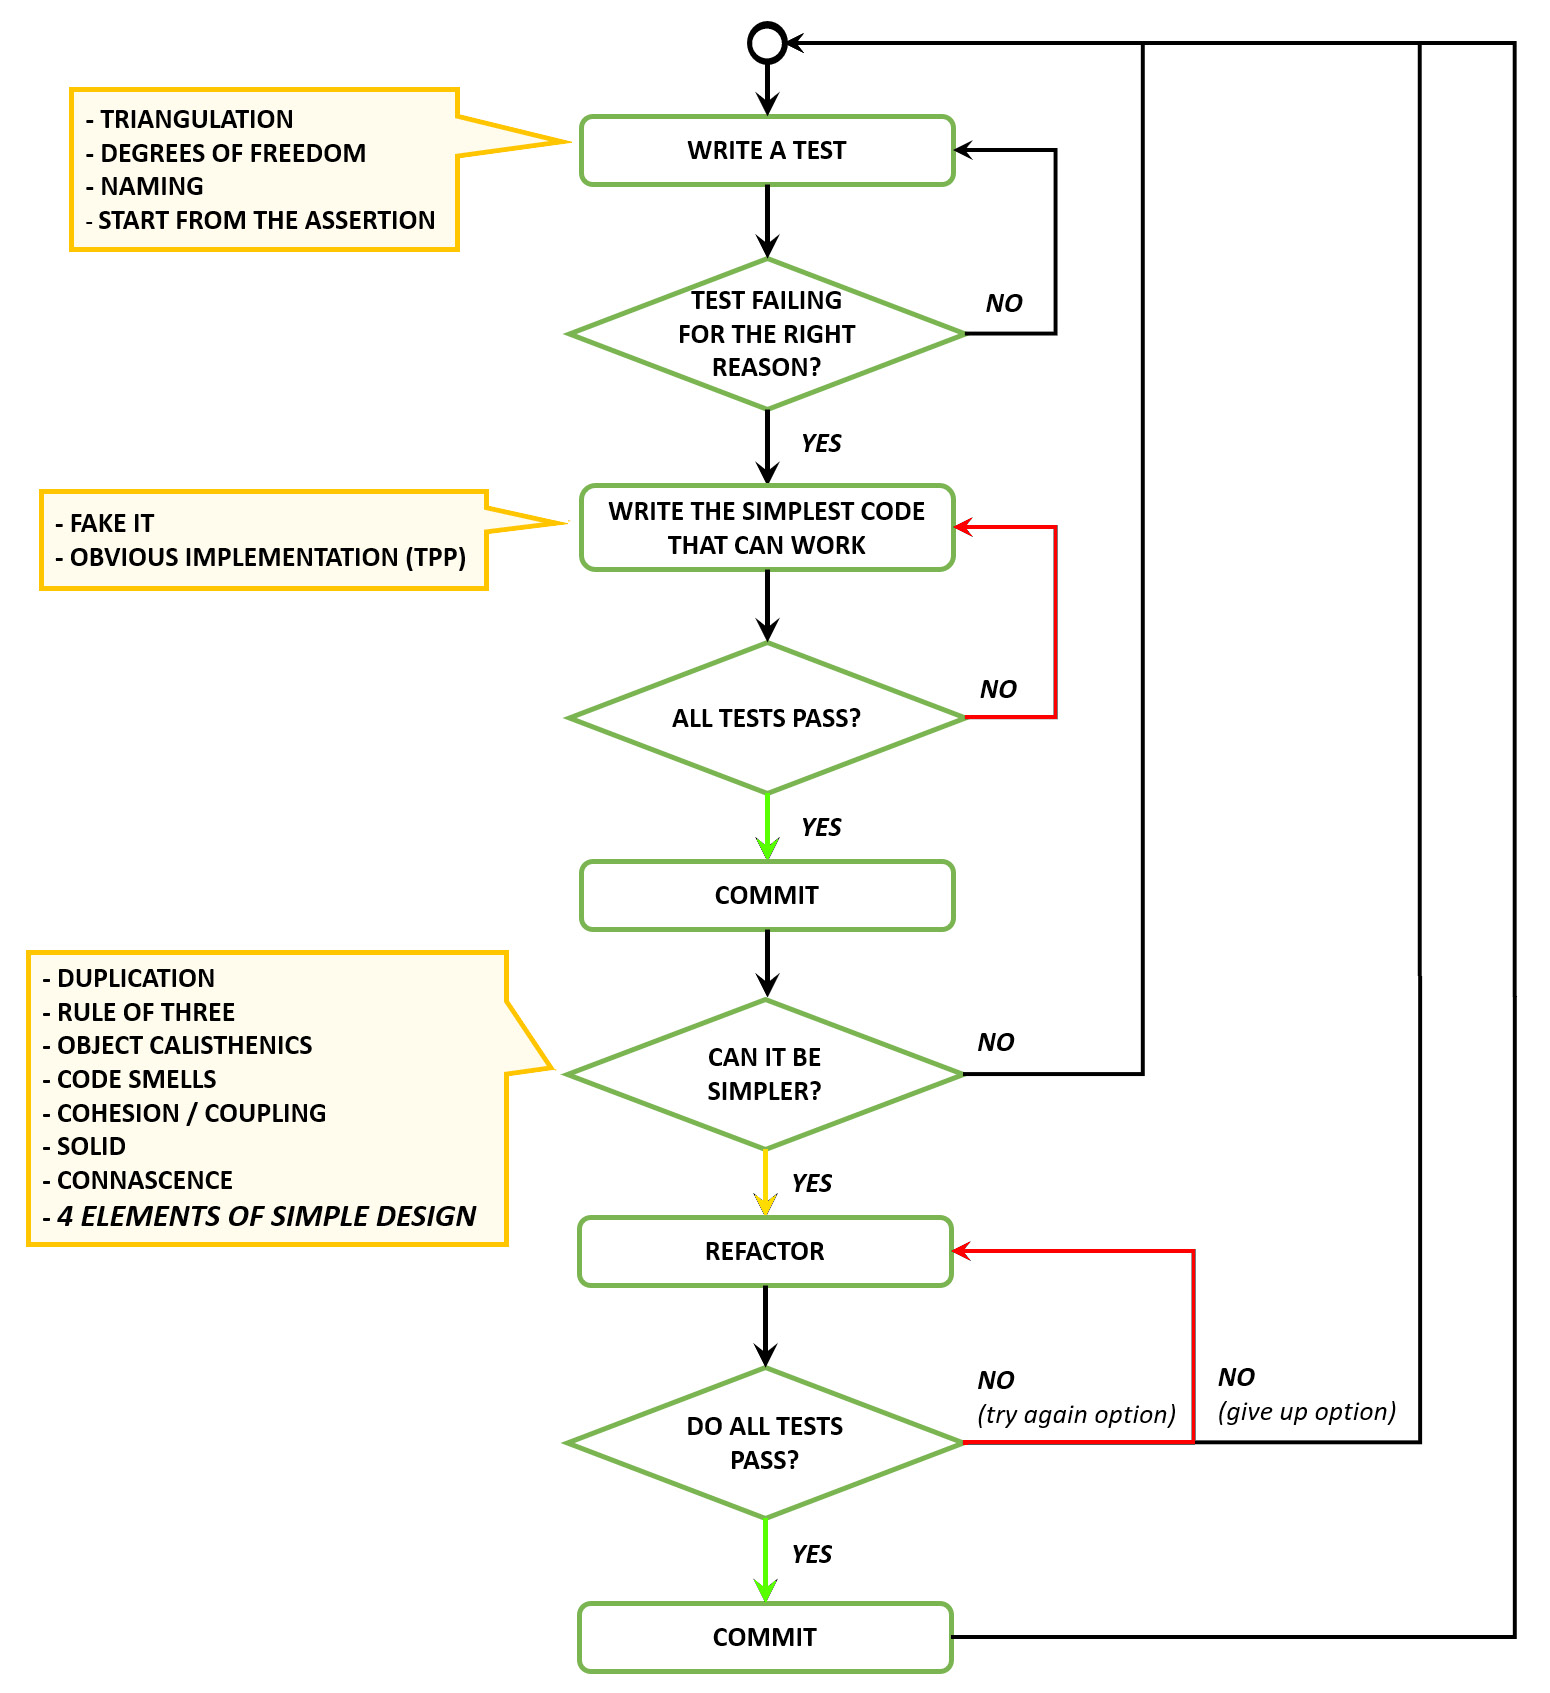 - TRIANGULATION
- DEGREES OF FREEDOM
- NAMING
- START FROM THE ASSERTION
WRITE A TEST
TEST FAILING
FOR THE RIGHT
REASON?
NO
YES
- FAKE IT
- OBVIOUS IMPLEMENTATION (TPP)
WRITE THE SIMPLEST CODE
THAT CAN WORK
ALL TESTS PASS?
NO
YES
COMMIT
- DUPLICATION
- RULE OF THREE
- OBJECT CALISTHENICS
- CODE SMELLS
- COHESION / COUPLING
- SOLID
- CONNASCENCE
- 4 ELEMENTS OF SIMPLE DESIGN
CAN IT BE
SIMPLER?
NO
YES
REFACTOR
DO ALL TESTS
PASS?
NO
(try again option)
NO
(give up option)
YES
COMMIT